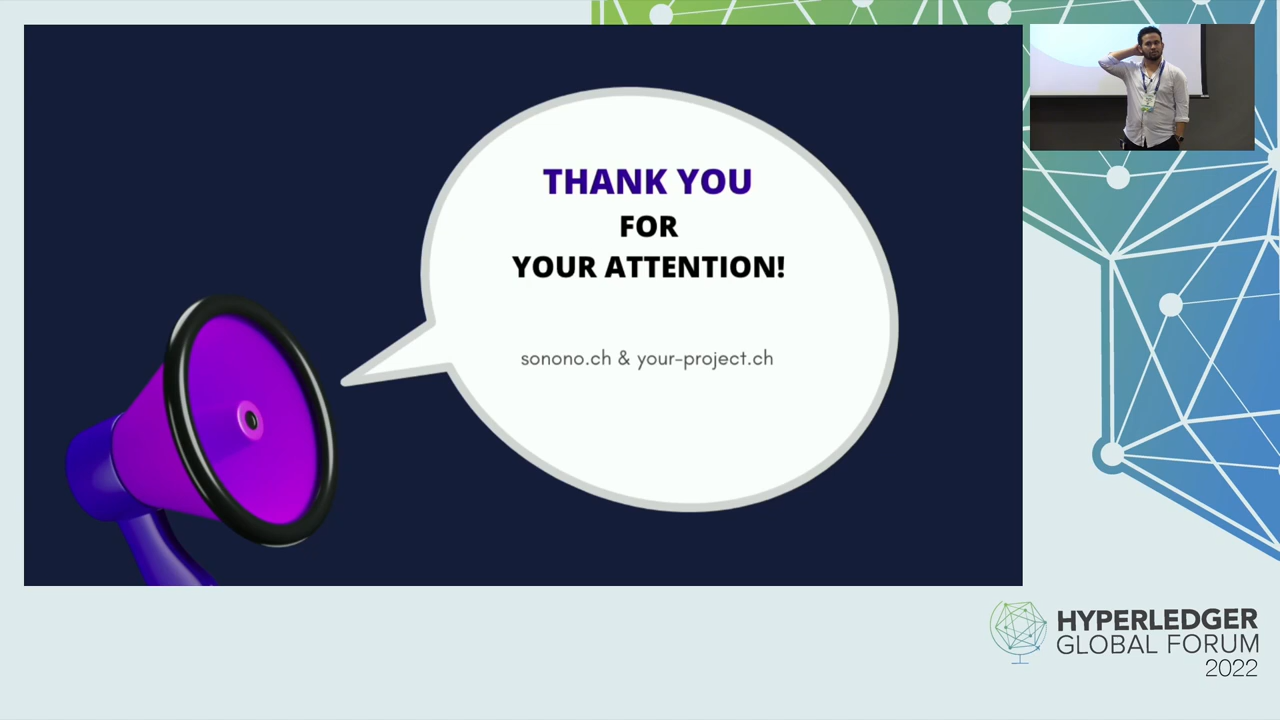 THANK YOU
FOR
YOUR ATTENTION!
sonono.ch & your-project.ch
HYPERLEDGER
GLOBAL FORUM
2022